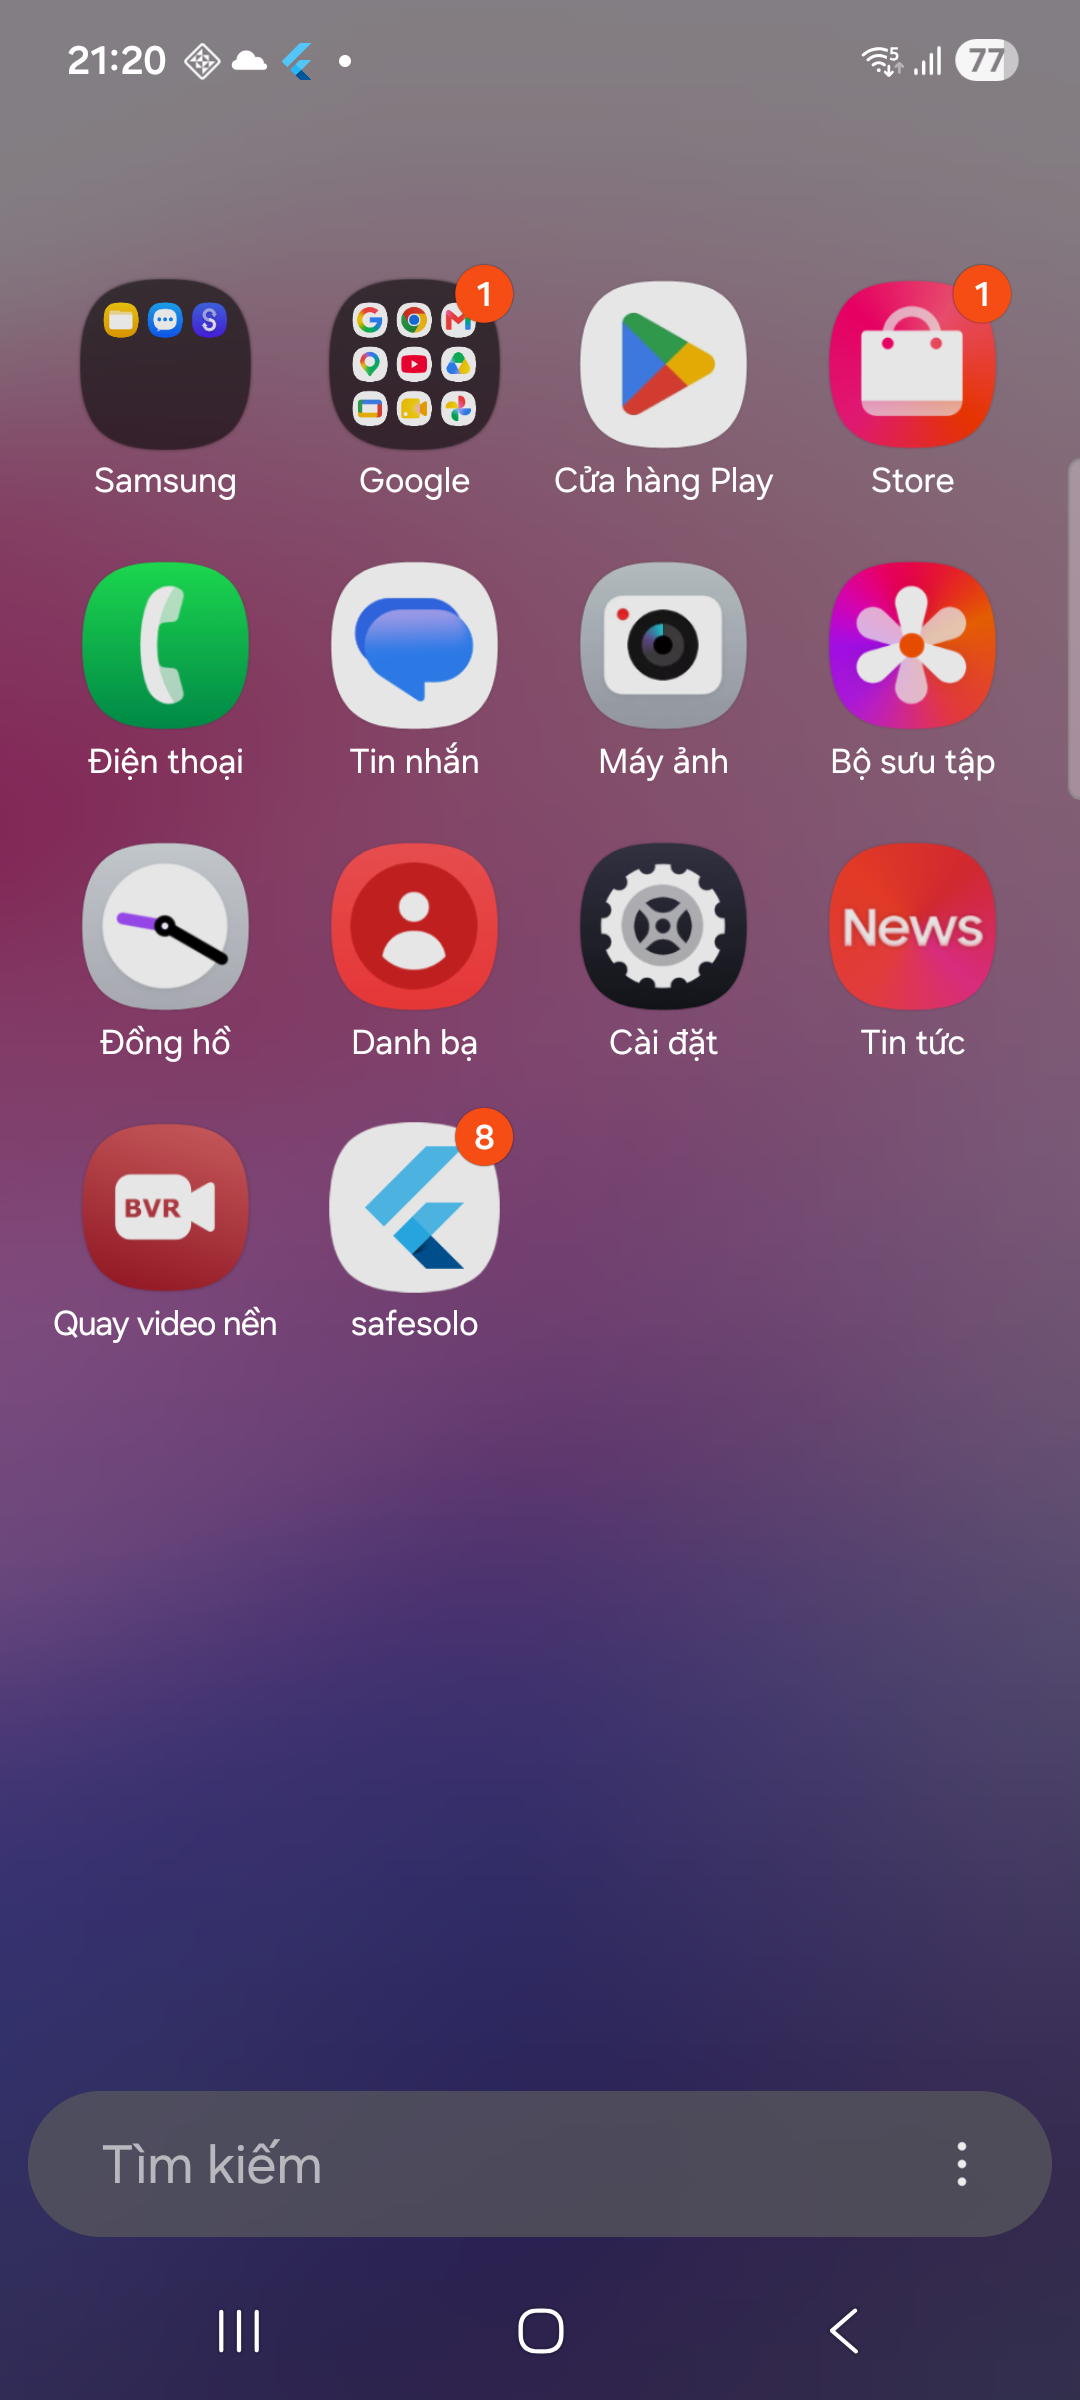 21:20
5
77
1
1
Samsung
Google
Cửa hàng Play
Store
Điện thoại
Tin nhắn
Máy ảnh
Bộ sưu tập
News
Đồng hồ
Danh bạ
Cài đặt
Tin tức
BVR
8
Quay video nền
safesolo
Tìm kiếm